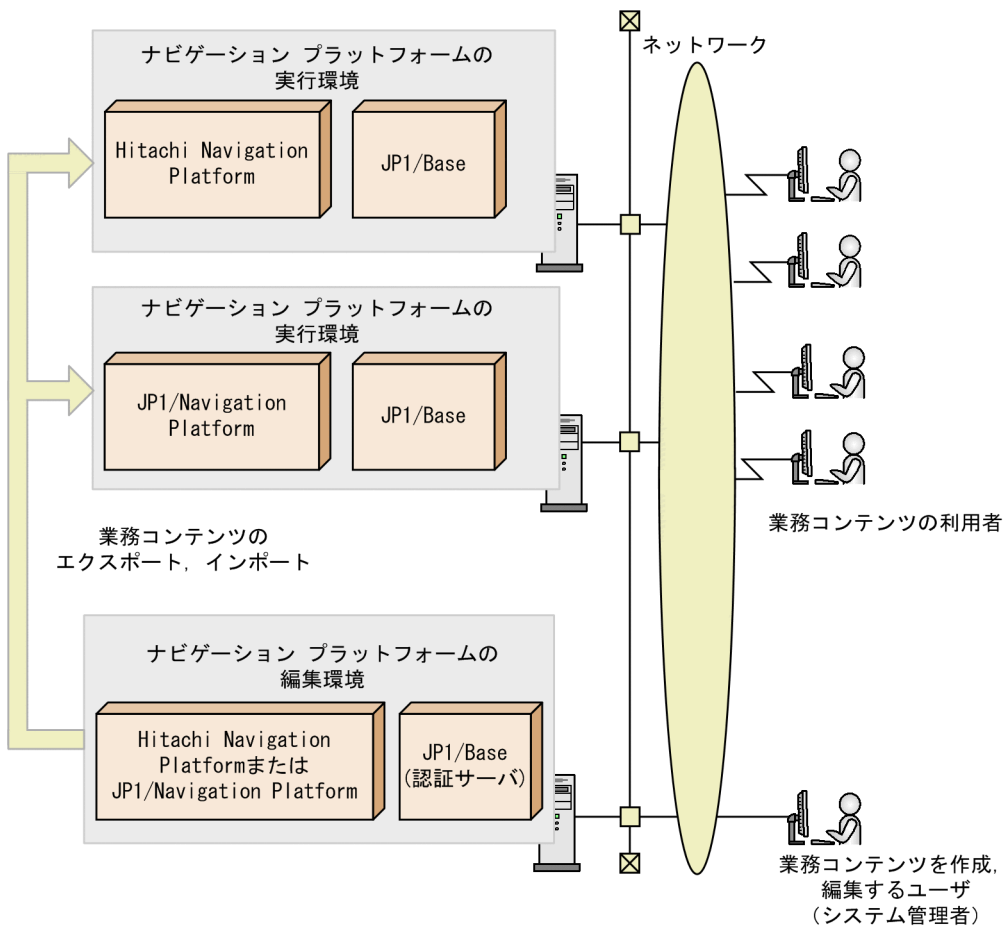 ネットワーク
ナビゲーション プラットフォームの
実行環境
Hitachi Navigation
Platform
JP1/Base
ナビゲーション プラットフォームの
実行環境
JP1/Navigation
Platform
JP1/Base
業務コンテンツの利用者
業務コンテンツの
エクスポート，インポート
ナビゲーション プラットフォームの
編集環境
Hitachi Navigation
Platformまたは
JP1/Navigation Platform
JP1/Base
(認証サーバ)
業務コンテンツを作成，
編集するユーザ
（システム管理者）